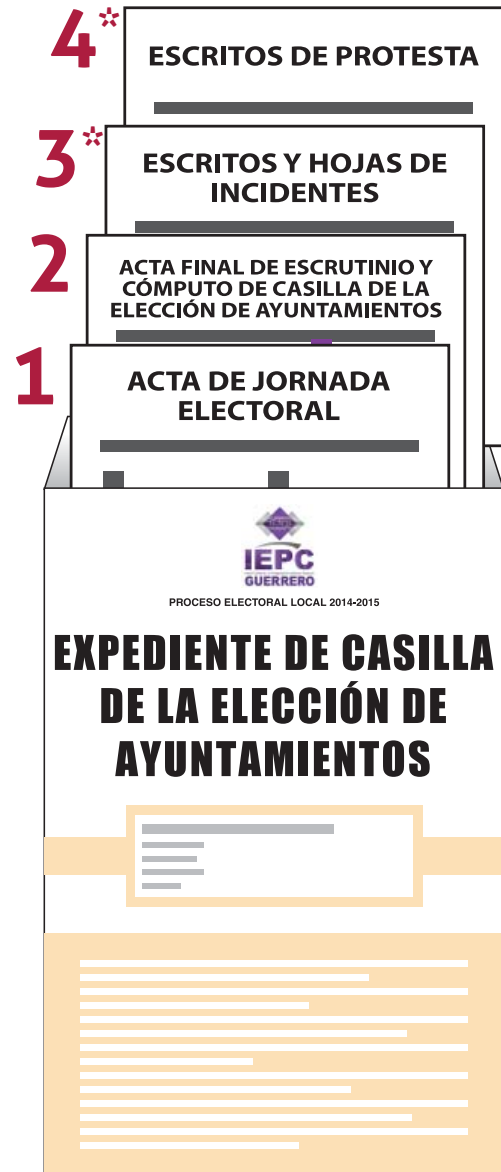 4*
ESCRITOS DE PROTESTA
3*
ESCRITOS Y HOJAS DE
INCIDENTES
2
ACTA FINAL DE ESCRUTINIO Y
CÓMPUTO DE CASILLA DE LA
ELECCIÓN DE AYUNTAMIENTOS
1
ACTA DE JORNADA
ELECTORAL
IEPC
GUERRERO
PROCESO ELECTORAL LOCAL 2014-2015
EXPEDIENTE DE CASILLA
DE LA ELECCIÓN DE
AYUNTAMIENTOS